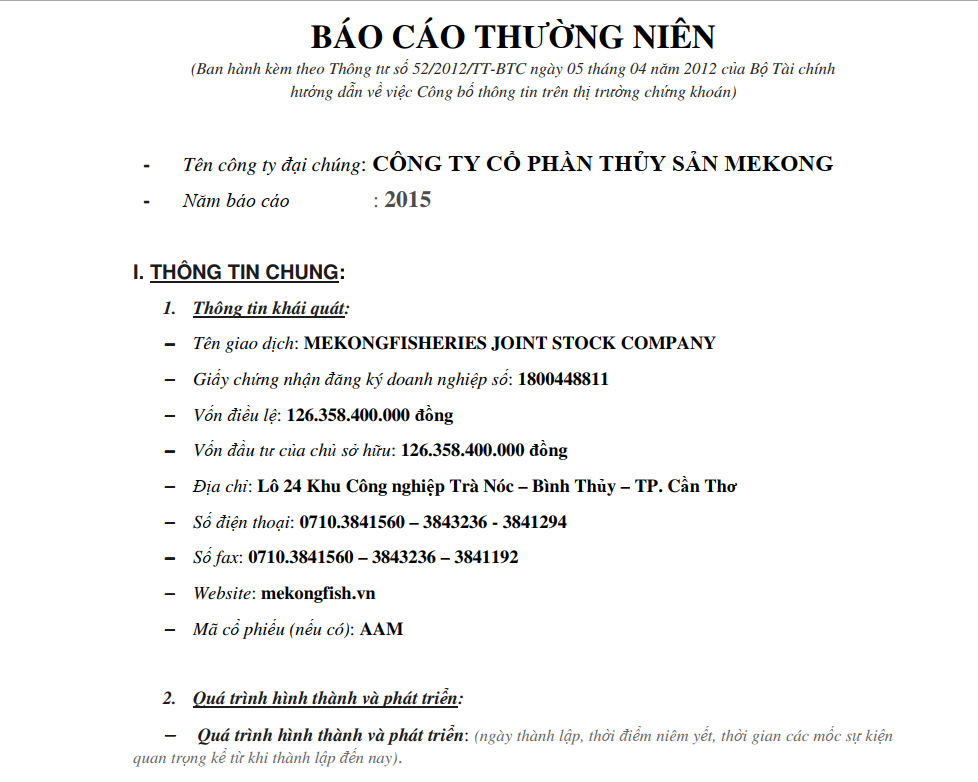 BÁO CÁO THƯỜNG NIÊN
(Ban hành kèm theo Thông tư số 52/2012/TT-BTC ngày 05 tháng 04 năm 2012 của Bộ Tài chính
hướng dẫn về việc Công bố thông tin trên thị trường chứng khoán)
- Tên công ty đại chúng: CÔNG TY CỔ PHẦN THỦY SẢN MEKONG
- Năm báo cáo : 2015
I. THÔNG TIN CHUNG:
1. Thông tin khái quát:
– Tên giao dịch: MEKONGFISHERIES JOINT STOCK COMPANY
– Giấy chứng nhận đăng ký doanh nghiệp số: 1800448811
– Vốn điều lệ: 126.358.400.000 đồng
– Vốn đầu tư của chủ sở hữu: 126.358.400.000 đồng
– Địa chỉ: Lô 24 Khu Công nghiệp Trà Nóc – Bình Thủy – TP. Cần Thơ
– Số điện thoại: 0710.3841560 – 3843236 - 3841294
– Số fax: 0710.3841560 – 3843236 – 3841192
– Website: mekongfish.vn
– Mã cổ phiếu (nếu có): AAM
2. Quá trình hình thành và phát triển:
– Quá trình hình thành và phát triển: (ngày thành lập, thời điểm niêm yết, thời gian các mốc sự kiện
quan trọng kể từ khi thành lập đến nay).